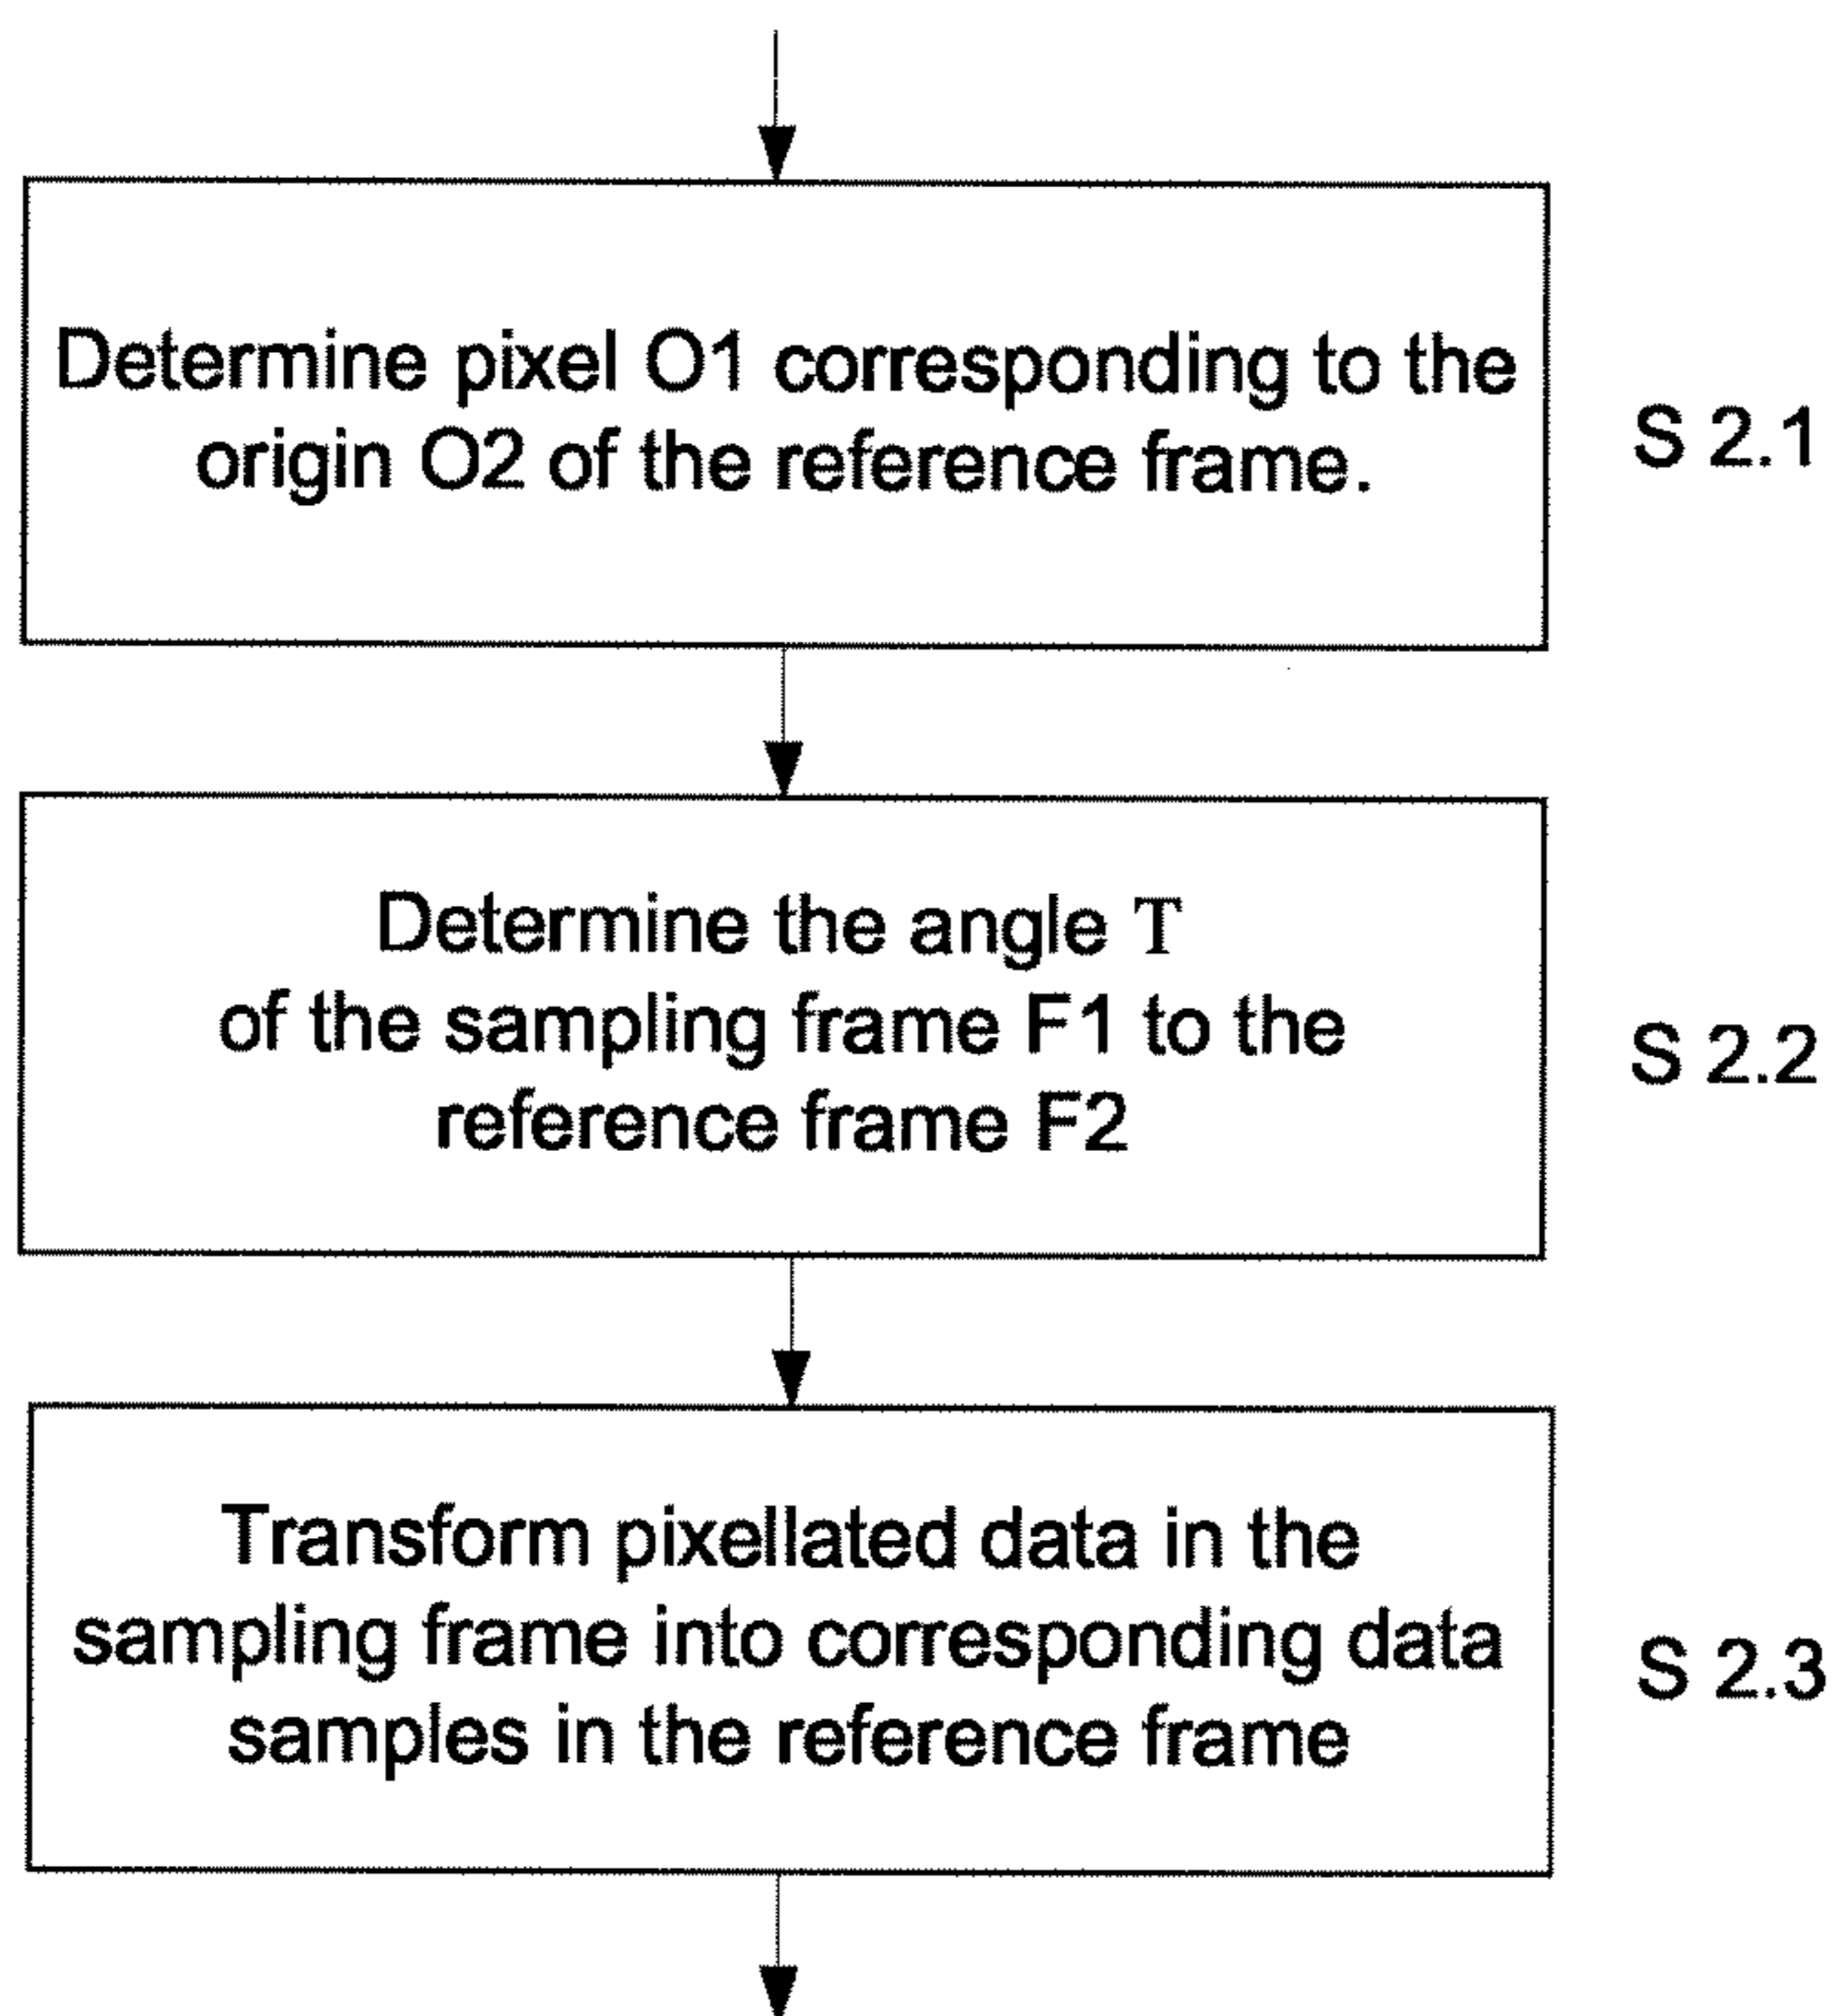 Determine pixel O1 corresponding to the
origin O2 of the reference frame.
S 2.1
Determine the angle T
of the sampling frame F1 to the
reference frame F2
S 2.2
Transform pixellated data in the
sampling frame into corresponding data
samples in the reference frame
S 2.3